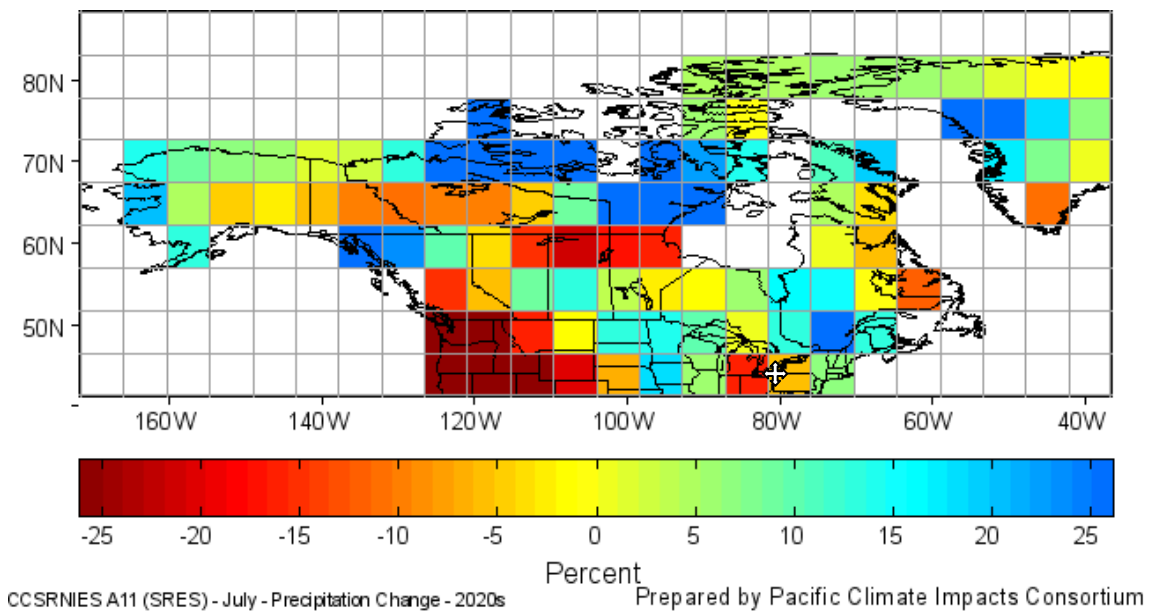 80N
70N
60N
50N
160W 140W 120W 100W 80W 60W 40W
-25 -20 -15 -10 -5 0 5 10 15 20 25
Percent
CCSRNIES A11 (SRES) - July - Precipitation Change - 2020s
Prepared by Pacific Climate Impacts Consortium